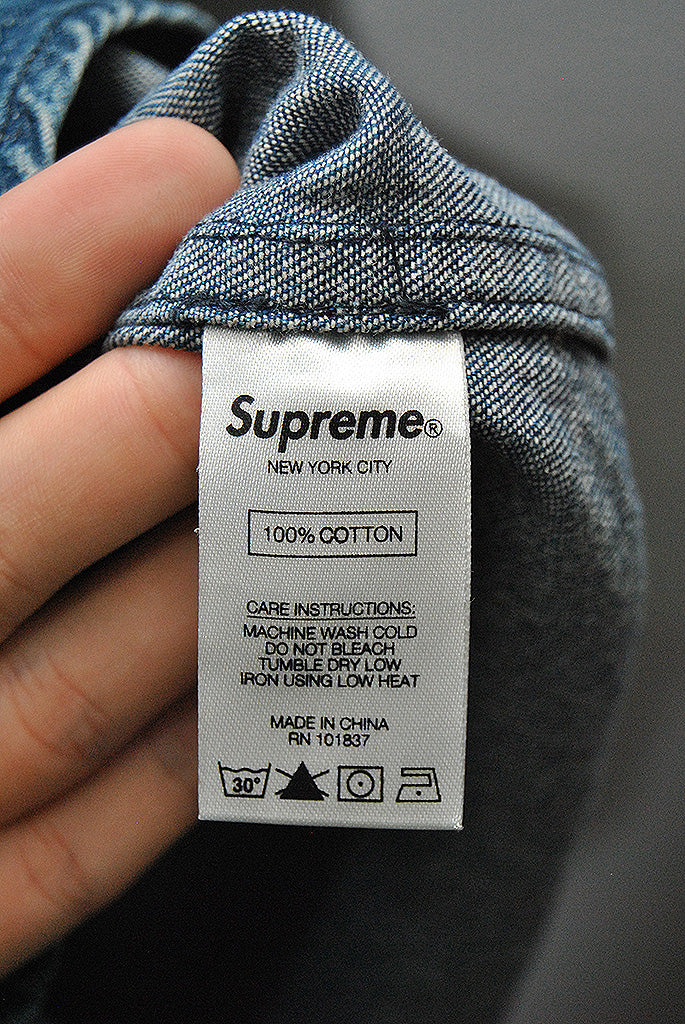 Supreme®
NEW YORK CITY
100% COTTON
CARE INSTRUCTIONS:
MACHINE WASH COLD
DO NOT BLEACH
TUMBLE DRY LOW
IRON USING LOW HEAT
MADE IN CHINA
RN 101837
30°